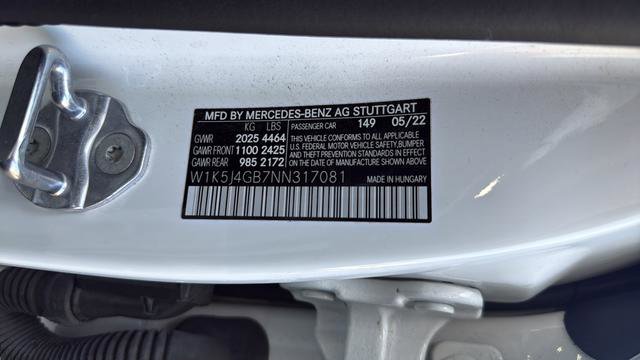 MFD BY MERCEDES-BENZ AG STUTTGART
KG LBS PASSENGER CAR 149 05/22
GVWR 2025 4464
GAWR FRONT 1100 2425
GAWR REAR 985 2172
THIS VEHICLE CONFORMS TO ALL APPLICABLE
U.S. FEDERAL MOTOR VEHICLE SAFETY, BUMPER
AND THEFT PREVENTION STANDARDS IN EFFECT
ON THE DATE OF MANUFACTURE SHOWN ABOVE.
W1K5J4GB7NN317081 MADE IN HUNGARY